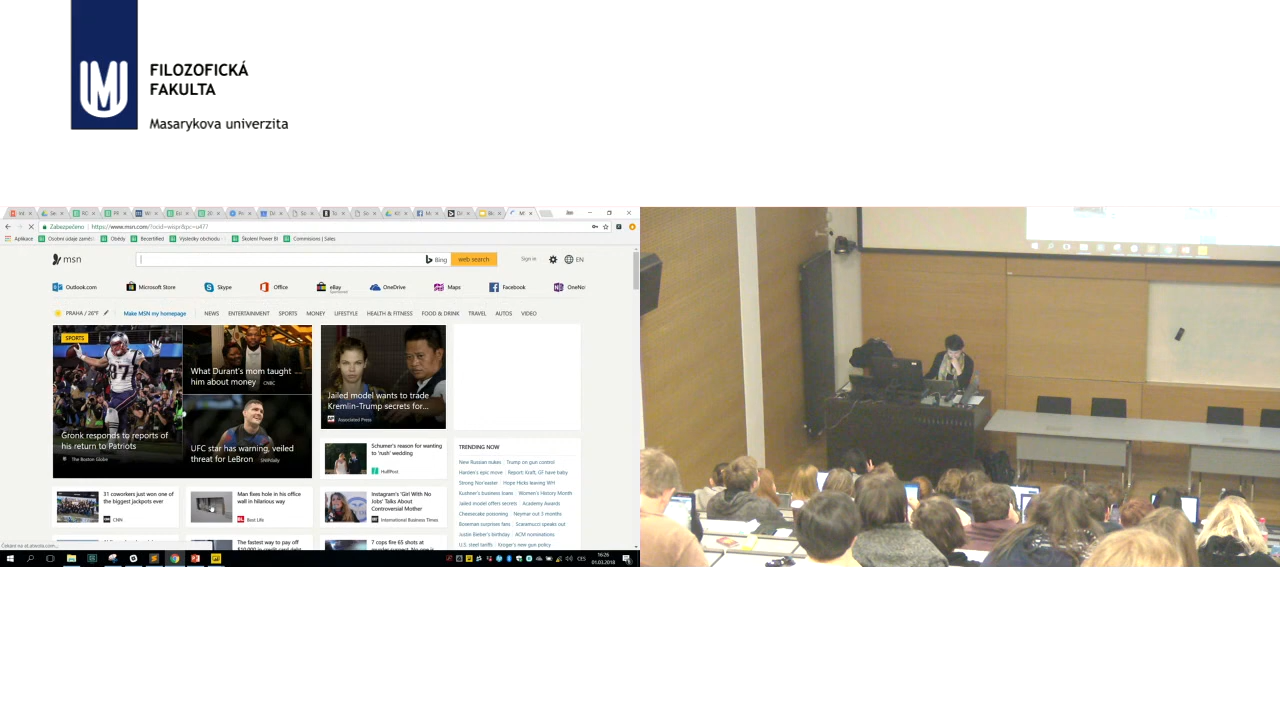 FILOZOFICKÁ
FAKULTA
Masarykova univerzita
Zabezpečeno https://www.msn.com/?ocid=wispr&pc=u477
Aplikace Obědy Becertified Výsledky obchodu Školení Power BI Commisions | Sales
msn
Bing web search Sign in EN
Outlook.com Microsoft Store Skype Office eBay OneDrive Maps Facebook OneNo
PRAHA / 26°F Make MSN my homepage NEWS ENTERTAINMENT SPORTS MONEY LIFESTYLE HEALTH & FITNESS FOOD & DRINK TRAVEL AUTOS VIDEO
SPORTS
Gronk responds to reports of
his return to Patriots
The Boston Globe
What Durant's mom taught
him about money CNBC
UFC star has warning, veiled
threat for LeBron
Jailed model wants to trade
Kremlin-Trump secrets for...
Associated Press
Schumer's reason for wanting
to 'rush' wedding
HuffPost
31 coworkers just won one of
the biggest jackpots ever
CNN
Man fixes hole in his office
wall in hilarious way
Best Life
Instagram's 'Girl With No
Jobs' Talks About
Controversial Mother
International Business Times
The fastest way to pay off
7 cops fire 65 shots at
TRENDING NOW
New Russian nukes Trump on gun control
Harden's epic move Report: Kraft, GF have baby
Strong Nor'easter Hope Hicks leaving WH
Kushner's business loans Women's History Month
Jailed model offers secrets Academy Awards
Cheesecake poisoning Neymar out 3 months
Roseman surprises fans Scaramucci speaks out
Justin Bieber's birthday ACM nominations
U.S. steel tariffs Kroger's new gun policy
CES 16:26
01.03.2018